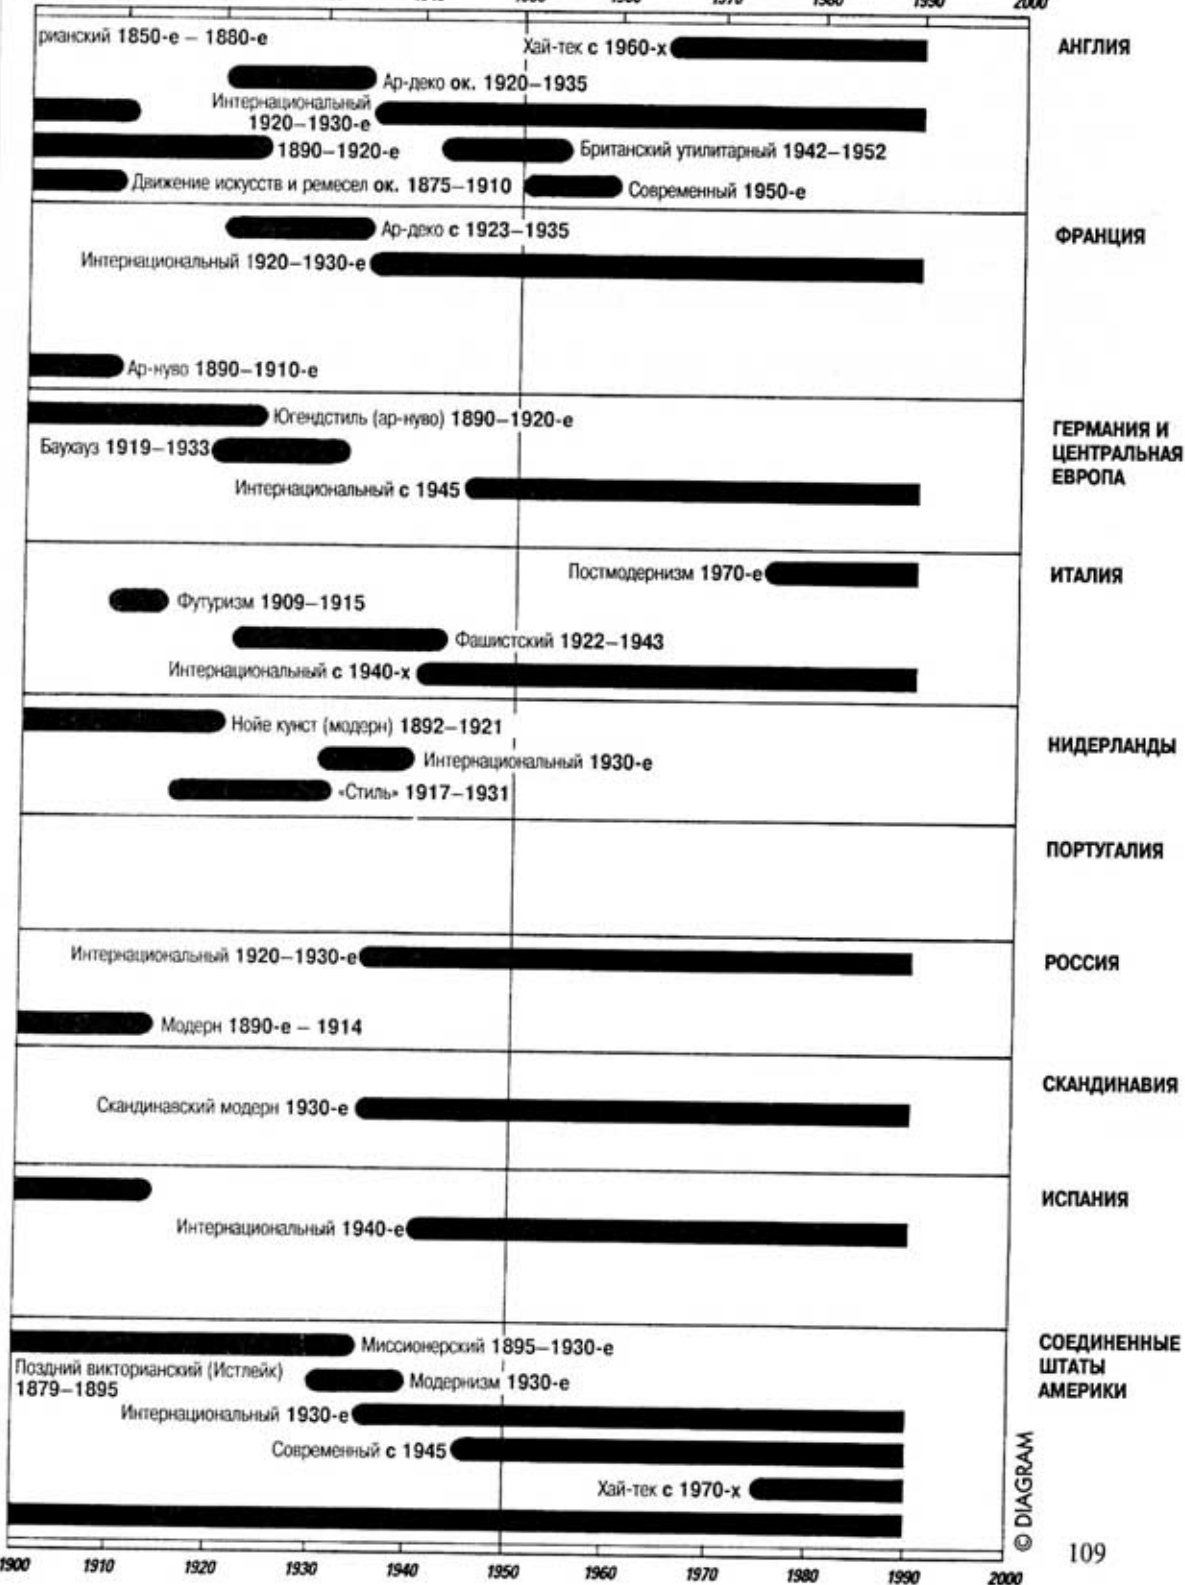 1950 1960 1970 1980 1990 2000
рианский 1850-е – 1880-е
Хай-тек с 1960-х
АНГЛИЯ
Ар-деко ок. 1920–1935
Интернациональный
1920–1930-е
1890–1920-е
Британский утилитарный 1942–1952
Движение искусств и ремесел ок. 1875–1910
Современный 1950-е
Ар-деко с 1923–1935
ФРАНЦИЯ
Интернациональный 1920–1930-е
Ар-нуво 1890–1910-е
Югендстиль (ар-нуво) 1890–1920-е
ГЕРМАНИЯ И
ЦЕНТРАЛЬНАЯ
ЕВРОПА
Баухауз 1919–1933
Интернациональный с 1945
Постмодернизм 1970-е
ИТАЛИЯ
Футуризм 1909–1915
Фашистский 1922–1943
Интернациональный с 1940-х
Нойе кунст (модерн) 1892–1921
НИДЕРЛАНДЫ
Интернациональный 1930-е
«Стиль» 1917–1931
ПОРТУГАЛИЯ
Интернациональный 1920–1930-е
РОССИЯ
Модерн 1890-е – 1914
СКАНДИНАВИЯ
Скандинавский модерн 1930-е
ИСПАНИЯ
Интернациональный 1940-е
Миссионерский 1895–1930-е
СОЕДИНЕННЫЕ
ШТАТЫ
АМЕРИКИ
Поздний викторианский (Истлейк)
1879–1895
Модернизм 1930-е
Интернациональный 1930-е
Современный с 1945
Хай-тек с 1970-х
© DIAGRAM
1900 1910 1920 1930 1940 1950 1960 1970 1980 1990 2000
109